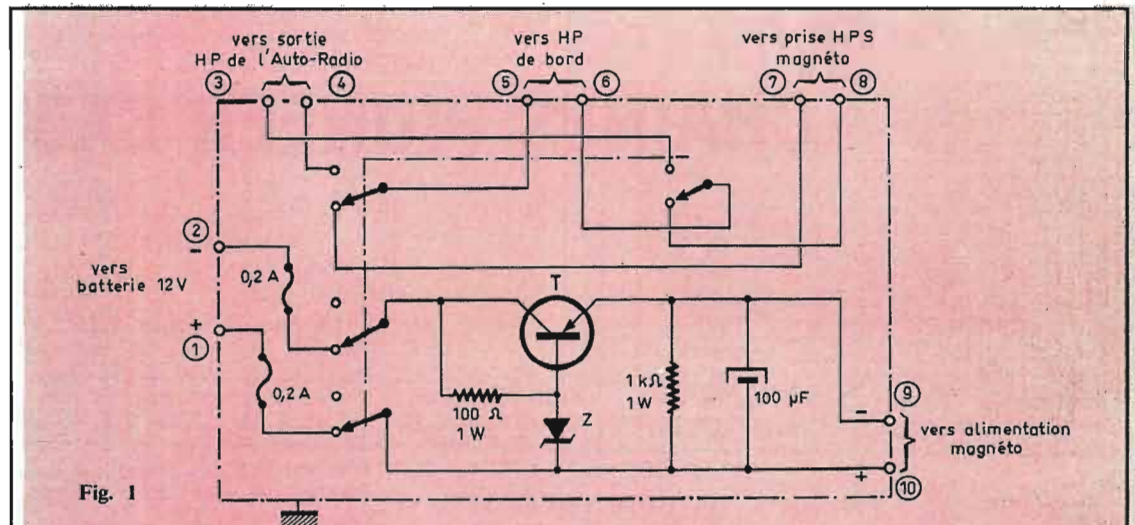 vers sortie
HP de l'Auto-Radio
3
4
vers HP
de bord
5
6
vers prise HPS
magnéto
7
8
2
-
vers
batterie 12V
+
1
0,2 A
0,2 A
T
100 Ω
1 W
Z
1 kΩ
1 W
100 µF
9
-
vers alimentation
magnéto
+
10
Fig. 1